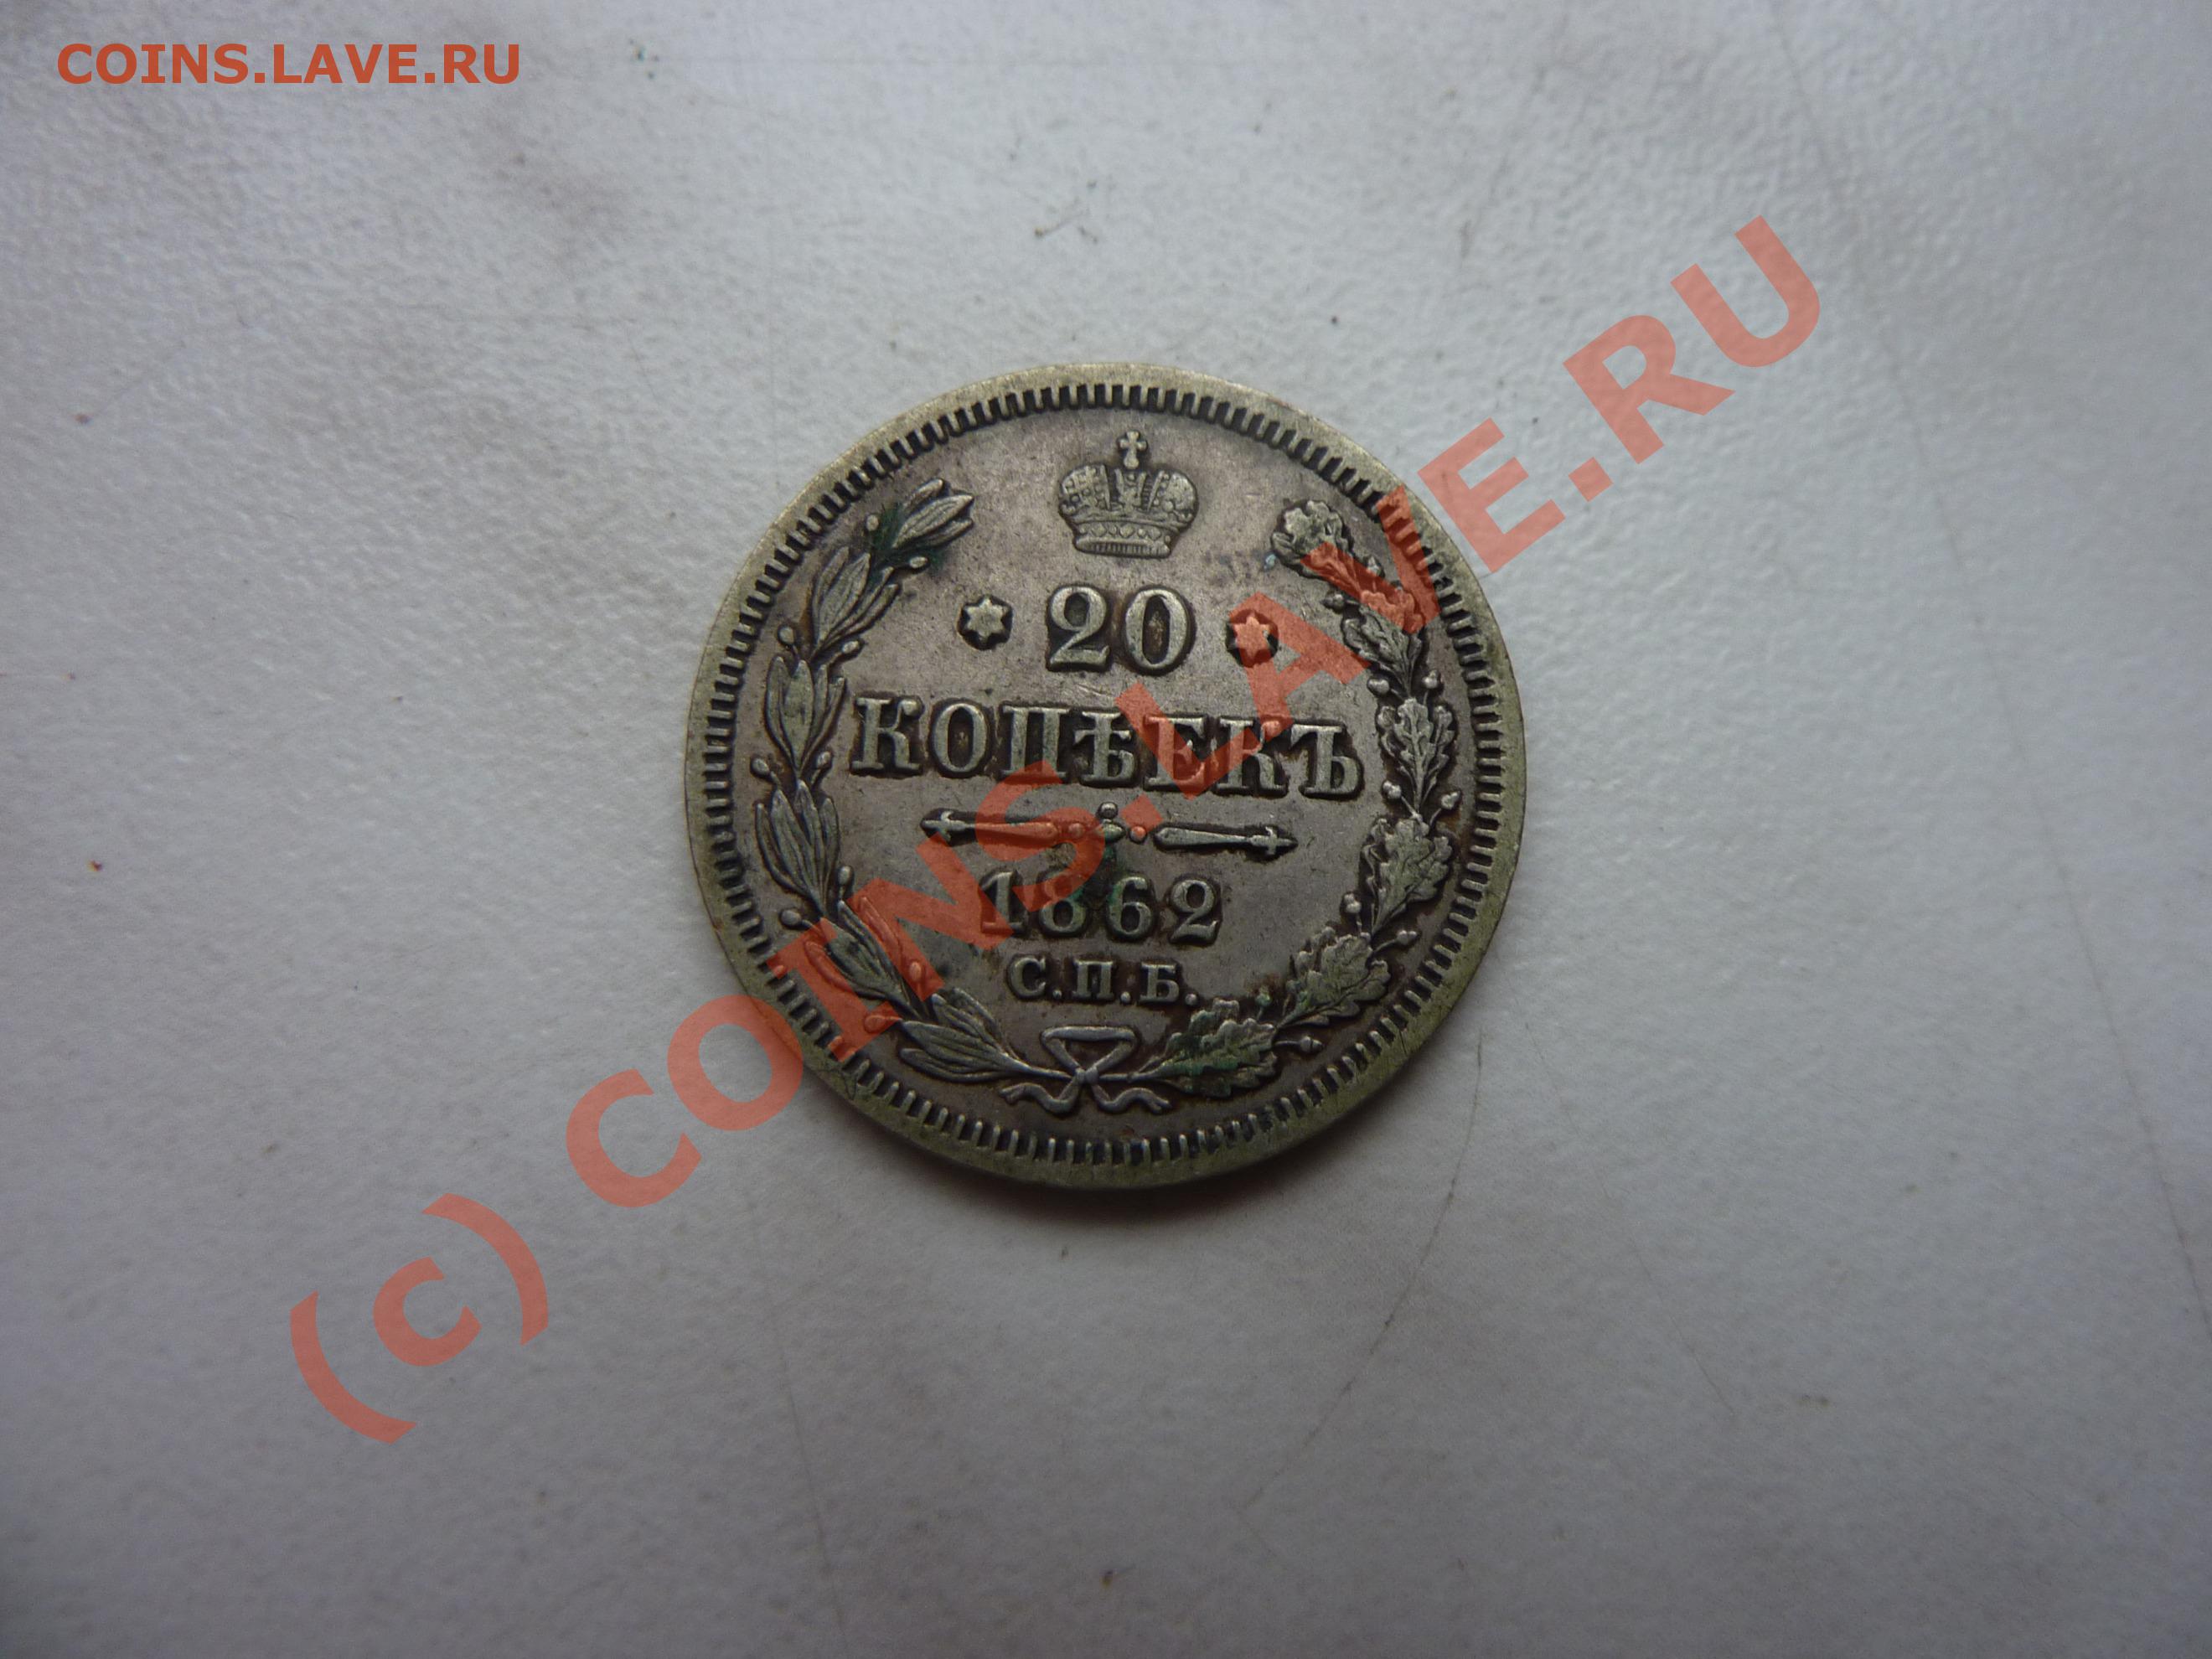 COINS.LAVE.RU
20
КОПѢЕКЪ
1862
С.П.Б.
(c) COINS.LAVE.RU